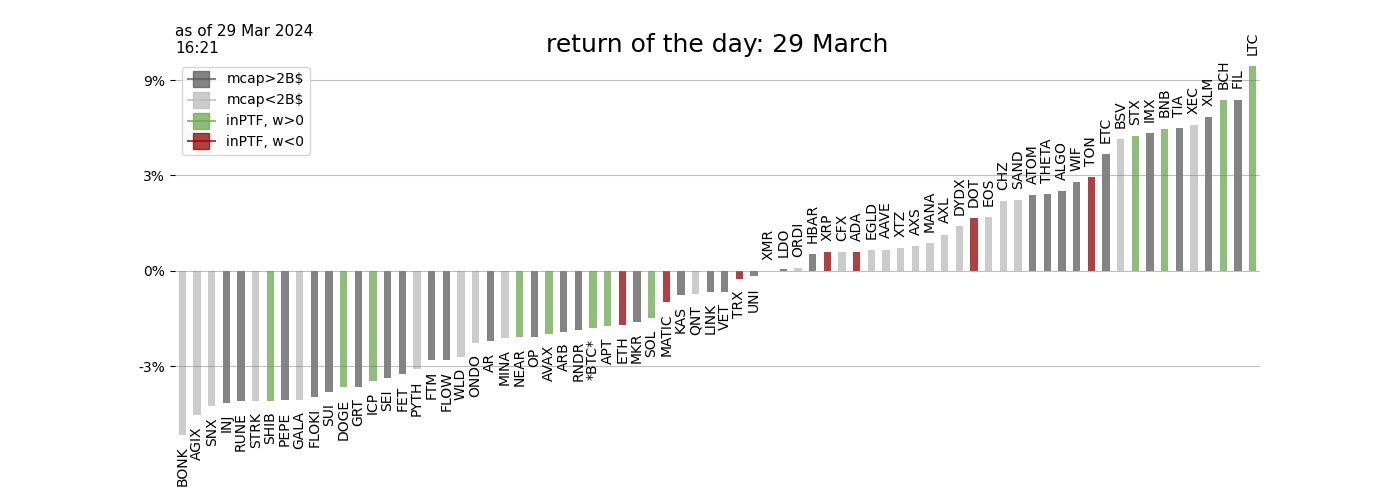 as of 29 Mar 2024
16:21
return of the day: 29 March
mcap>2B$
mcap<2B$
inPTF, w>0
inPTF, w<0
9%
3%
0%
-3%
BONK
AGIX
SNX
INJ
RUNE
STRK
SHIB
PEPE
GALA
FLOKI
SUI
DOGE
GRT
ICP
SEI
FET
PYTH
FTM
FLOW
WLD
ONDO
AR
MINA
NEAR
OP
AVAX
ARB
RNDR
*BTC*
APT
ETH
MKR
SOL
MATIC
KAS
QNT
LINK
VET
TRX
UNI
XMR
LDO
ORDI
HBAR
XRP
CFX
ADA
EGLD
AAVE
XTZ
AXS
MANA
AXL
DYDX
DOT
EOS
CHZ
SAND
ATOM
THETA
ALGO
WIF
TON
ETC
BSV
STX
IMX
BNB
TIA
XEC
XLM
BCH
FIL
LTC